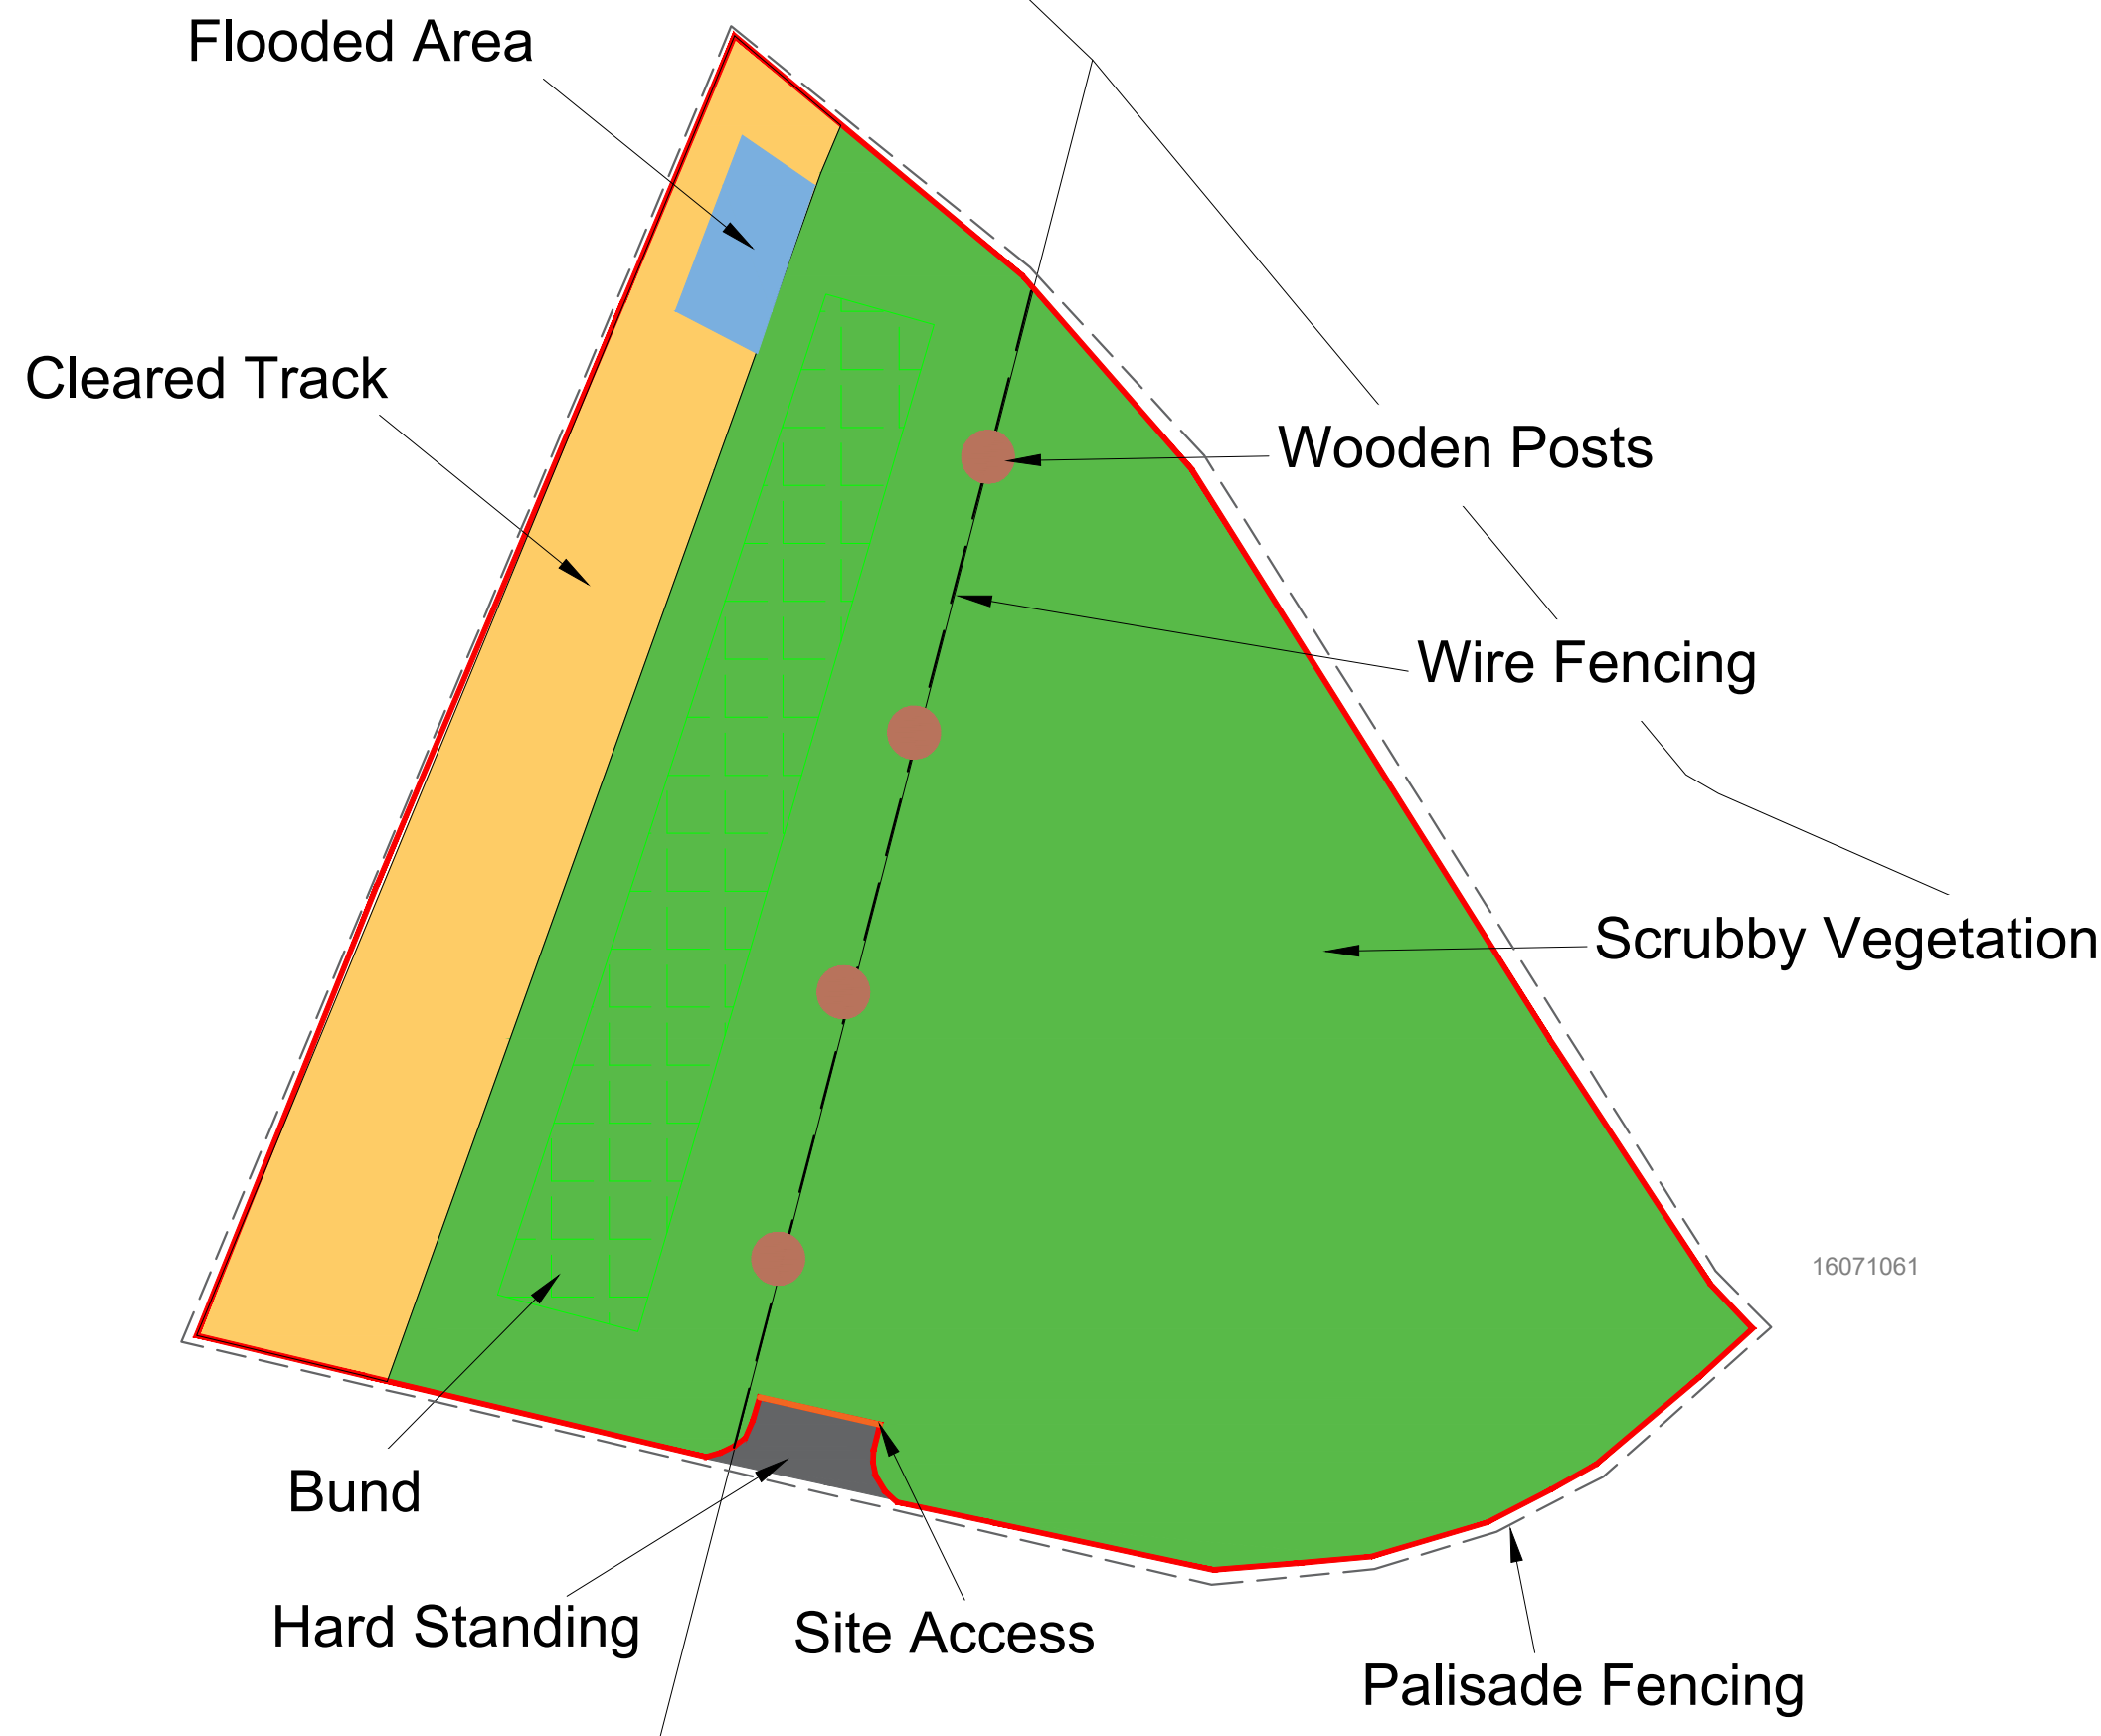 Flooded Area
Cleared Track
Wooden Posts
Wire Fencing
Scrubby Vegetation
16071061
Bund
Hard Standing
Site Access
Palisade Fencing